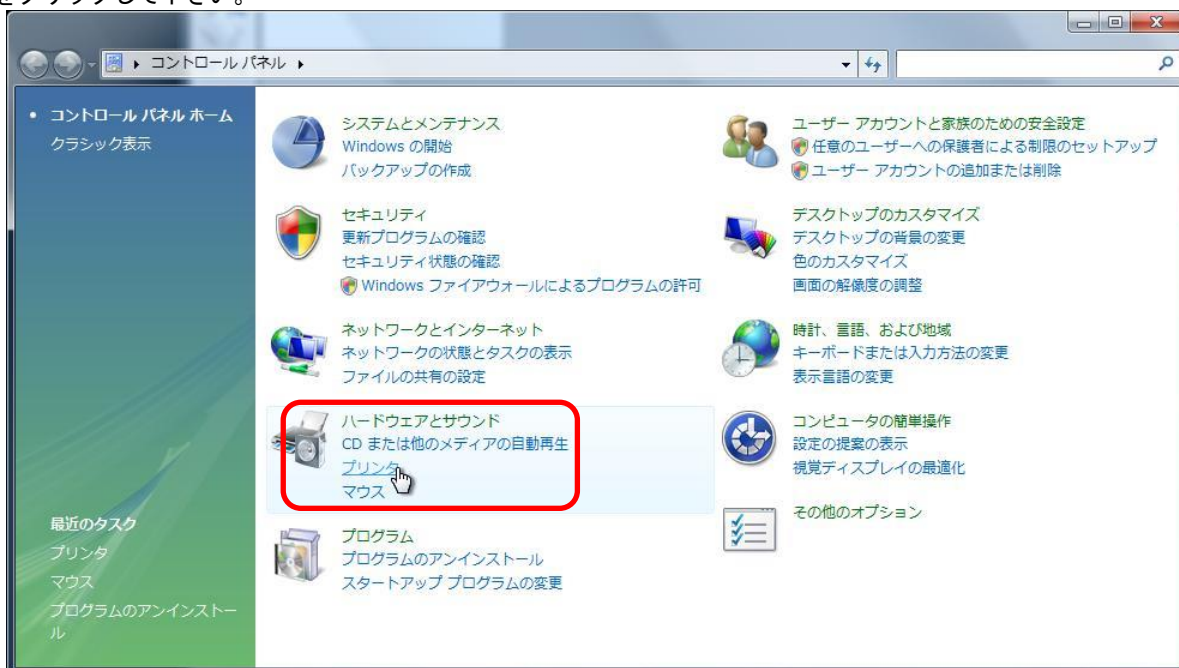 をクリックして下さい。
コントロール パネル
コントロール パネル ホーム
クラシック表示
システムとメンテナンス
Windows の開始
バックアップの作成
セキュリティ
更新プログラムの確認
セキュリティ状態の確認
Windows ファイアウォールによるプログラムの許可
ネットワークとインターネット
ネットワークの状態とタスクの表示
ファイルの共有の設定
ハードウェアとサウンド
CD または他のメディアの自動再生
プリンタ
マウス
プログラム
プログラムのアンインストール
スタートアップ プログラムの変更
ユーザー アカウントと家族のための安全設定
任意のユーザーへの保護者による制限のセットアップ
ユーザー アカウントの追加または削除
デスクトップのカスタマイズ
デスクトップの背景の変更
色のカスタマイズ
画面の解像度の調整
時計、言語、および地域
キーボードまたは入力方法の変更
表示言語の変更
コンピュータの簡単操作
設定の提案の表示
視覚ディスプレイの最適化
その他のオプション
最近のタスク
プリンタ
マウス
プログラムのアンインストー
ル